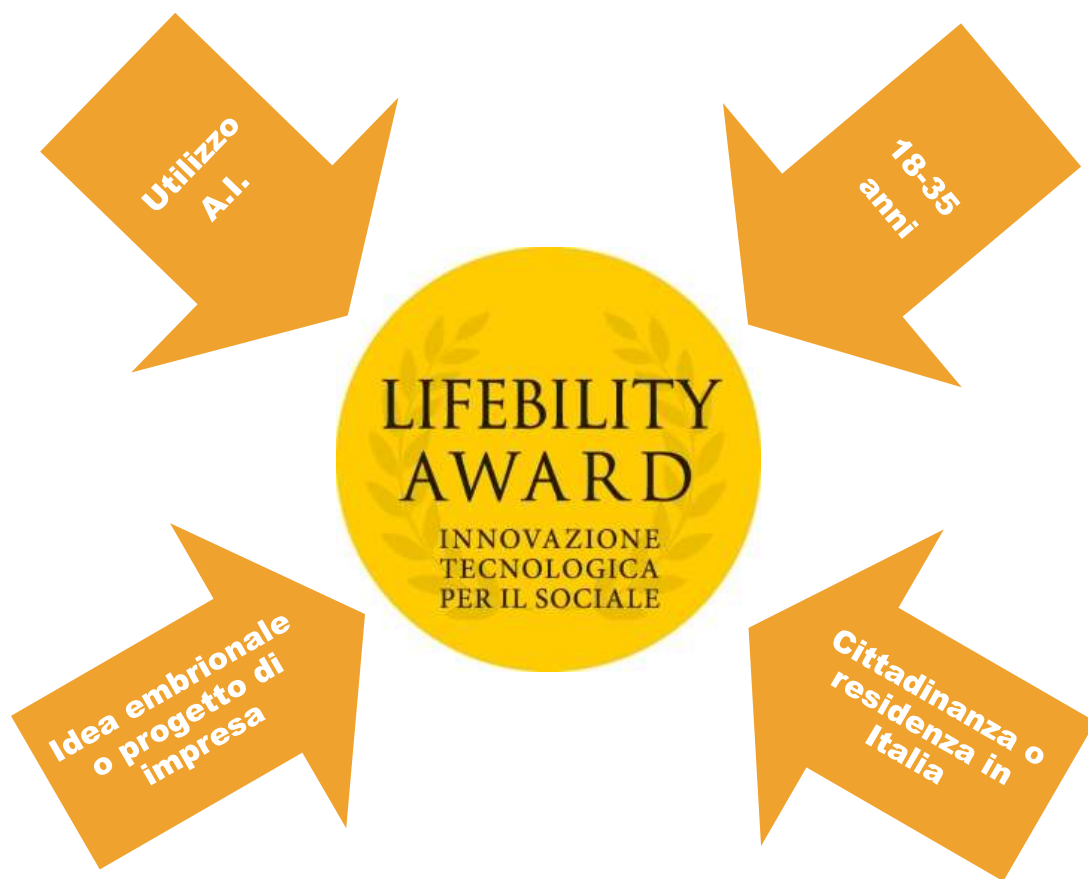 Utilizzo
A.I.
18-35
anni
LIFEBILITY
AWARD
INNOVAZIONE
TECNOLOGICA
PER IL SOCIALE
Idea embrionale
o progetto di
impresa
Cittadinanza o
residenza in
Italia